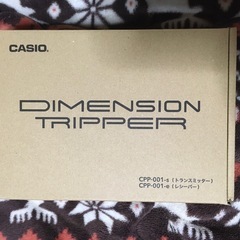 CASIO.
DIMENSION
TRIPPER
CPP-001-s (トランスミッター)
CPP-001-e (レシーバー)